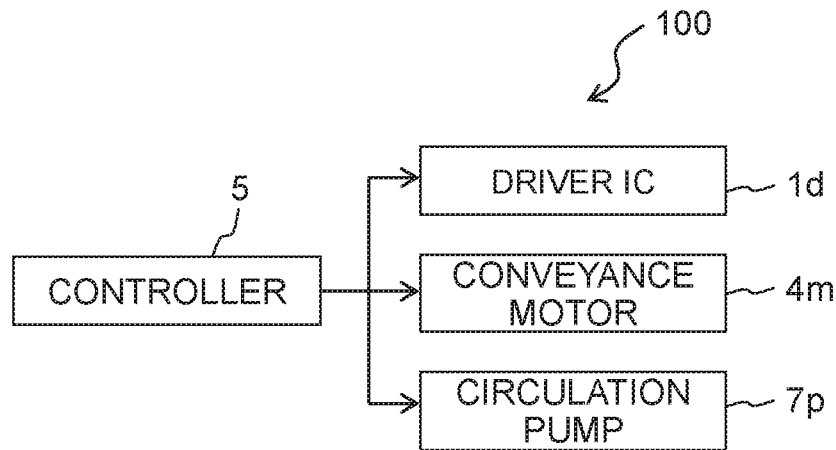 100
DRIVER IC
1d
5
CONTROLLER
CONVEYANCE
MOTOR
4m
CIRCULATION
PUMP
7p